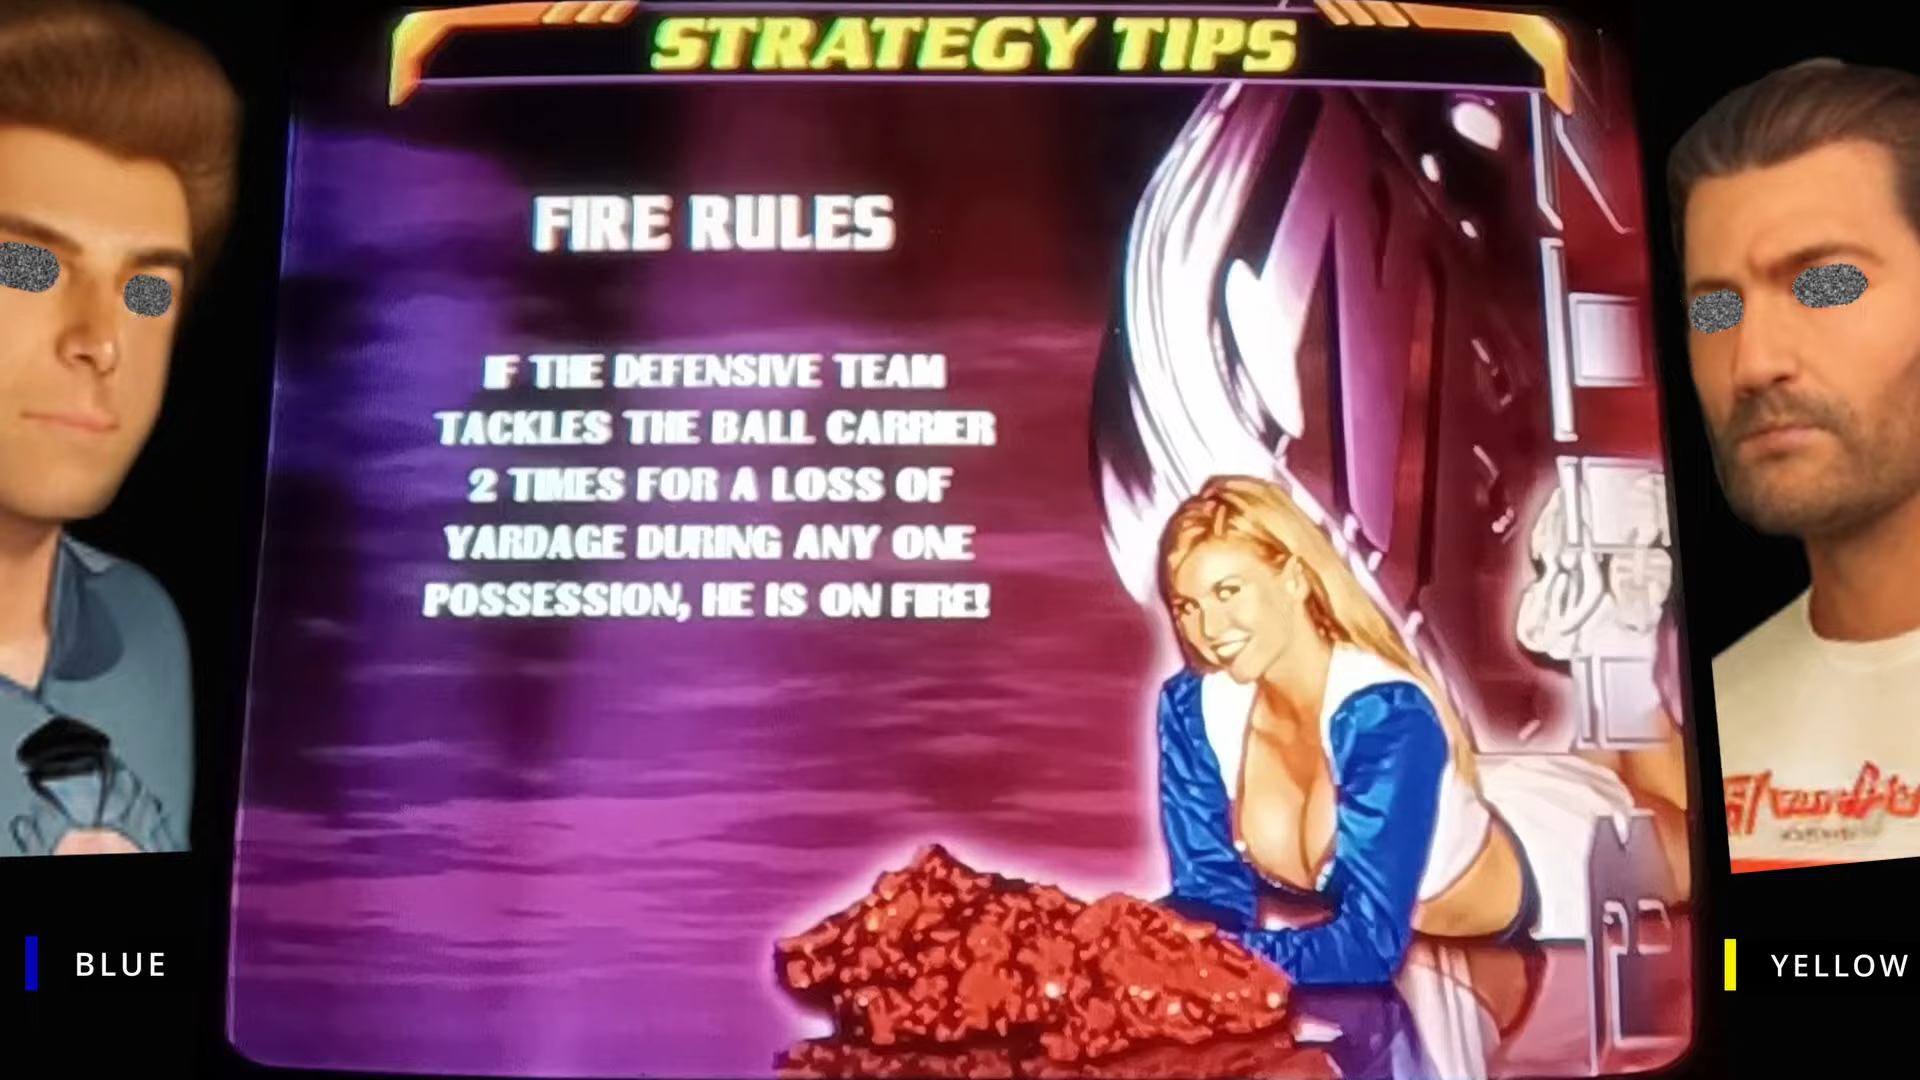 STRATEGY TIPS
FIRE RULES
IF THE DEFENSIVE TEAM
TACKLES THE BALL CARRIER
2 TIMES FOR A LOSS OF
YARDAGE DURING ANY ONE
POSSESSION, HE IS ON FIRE!
BLUE
YELLOW